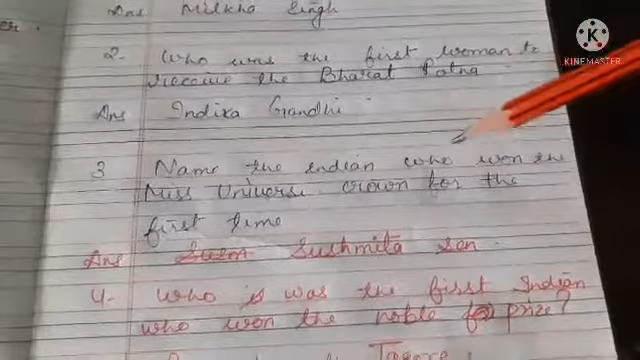 Ans Milkha Singh
2. Who was the first woman to
receive the Bharat Ratna
Ans Indira Gandhi
3 Name the Indian who won the
Miss Universe crown for the
first time
Ans Sushmita sen.
4. who is was the first Indian
who won the noble prize?
Tagore.
K
KINEMASTER